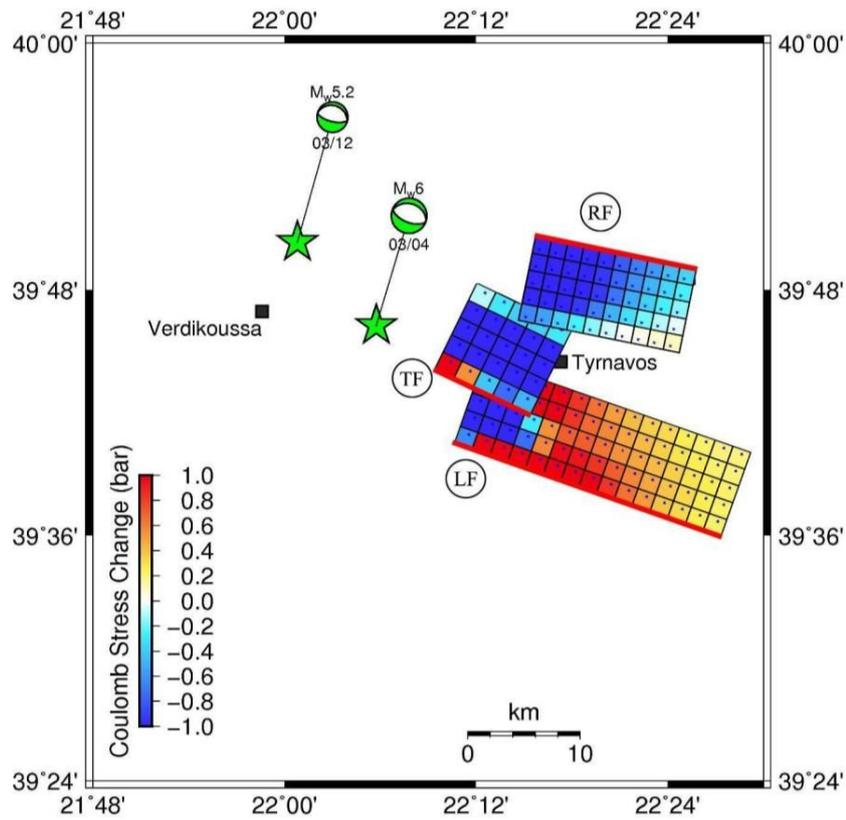 21˚48' 22˚00' 22˚12' 22˚24'
40˚00' 40˚00'
Mw5.2
03/12
Mw6
03/04
RF
39˚48' 39˚48'
Verdikoussa
Tyrnavos
TF
LF
Coulomb Stress Change (bar)
1.0
0.8
0.6
0.4
0.2
0.0
−0.2
−0.4
−0.6
−0.8
−1.0
39˚36' 39˚36'
km
0 10
39˚24' 39˚24'
21˚48' 22˚00' 22˚12' 22˚24'